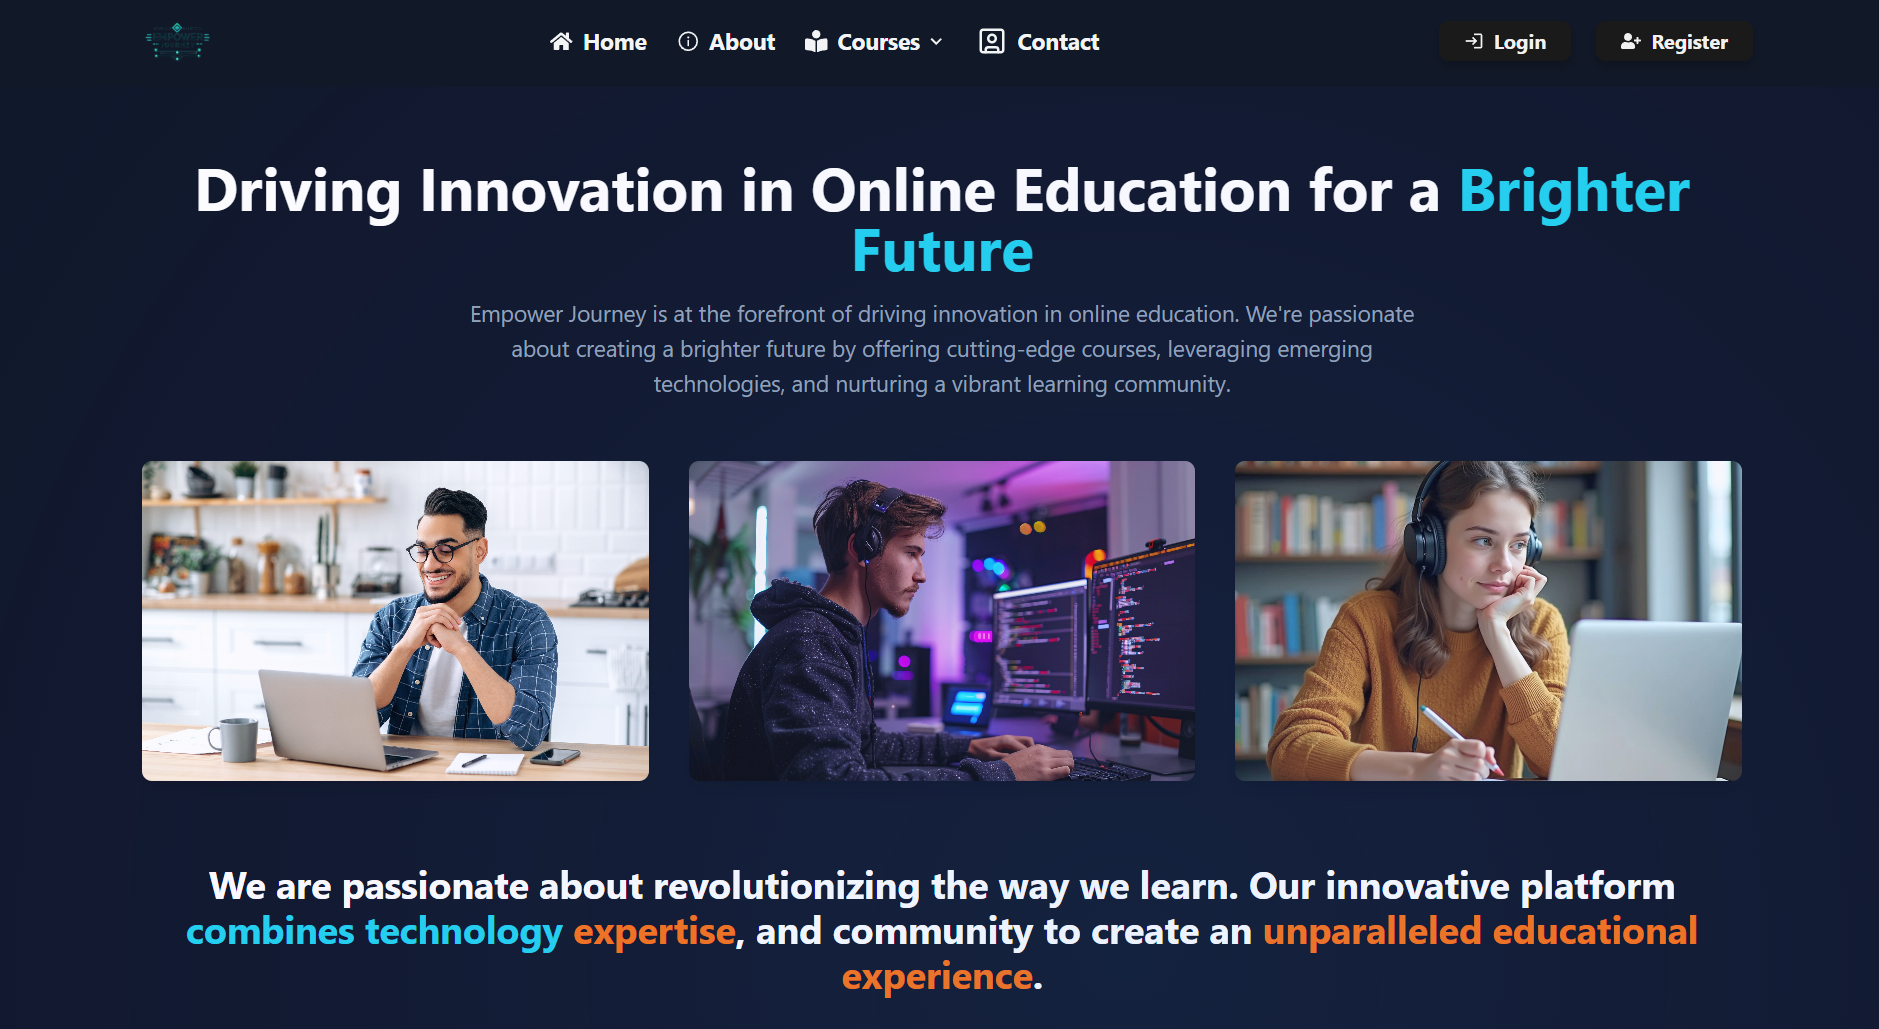 EMPOWER
Home
About
Courses
Contact
Login
Register
Driving Innovation in Online Education for a Brighter
Future
Empower Journey is at the forefront of driving innovation in online education. We're passionate
about creating a brighter future by offering cutting-edge courses, leveraging emerging
technologies, and nurturing a vibrant learning community.
We are passionate about revolutionizing the way we learn. Our innovative platform
combines technology expertise, and community to create an unparalleled educational
experience.